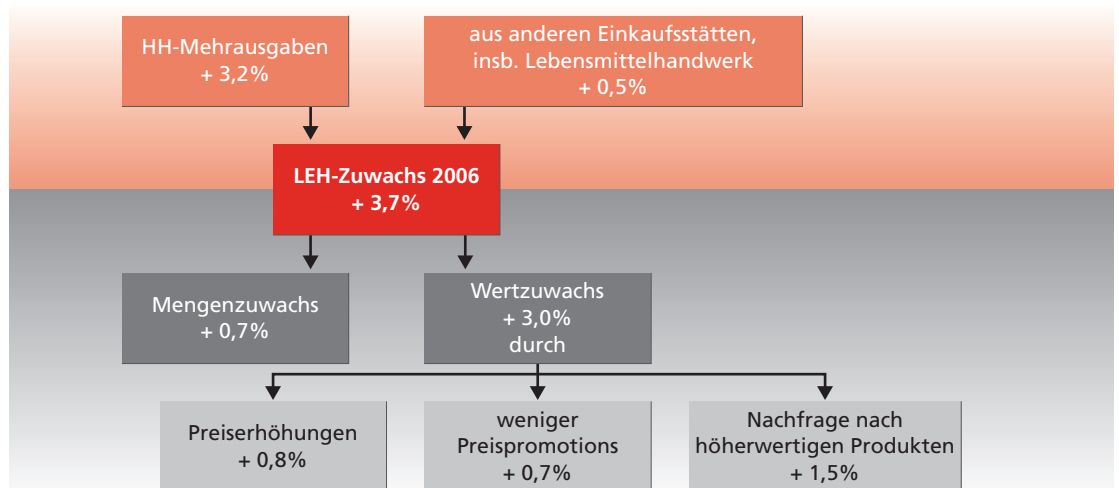 HH-Mehrausgaben
+ 3,2%
aus anderen Einkaufsstätten,
insb. Lebensmittelhandwerk
+ 0,5%
LEH-Zuwachs 2006
+ 3,7%
Mengenzuwachs
+ 0,7%
Wertzuwachs
+ 3,0%
durch
Preiserhöhungen
+ 0,8%
weniger
Preispromotions
+ 0,7%
Nachfrage nach
höherwertigen Produkten
+ 1,5%